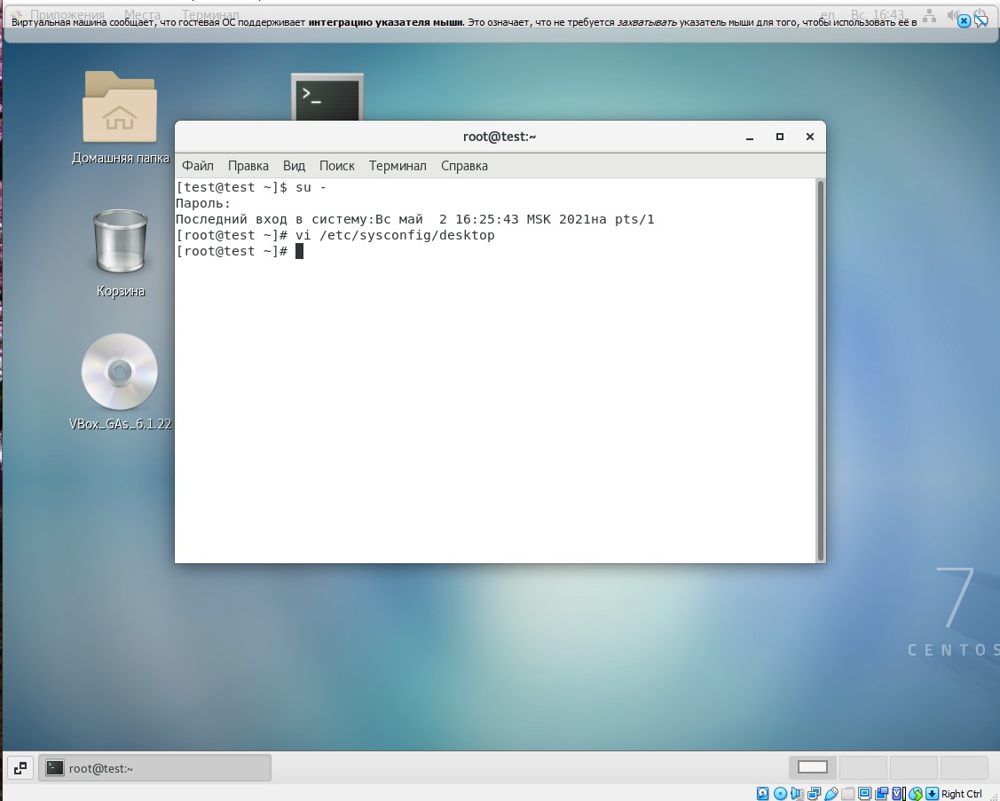 Приложения Места Терминал en Вс, 16:43
Виртуальная машина сообщает, что гостевая ОС поддерживает интеграцию указателя мыши. Это означает, что не требуется захватывать указатель мыши для того, чтобы использовать её в
Домашняя папка
Корзина
VBox_GAs_6.1.22
root@test:~
Файл Правка Вид Поиск Терминал Справка
[test@test ~]$ su -
Пароль:
Последний вход в систему:Вс май  2 16:25:43 MSK 2021на pts/1
[root@test ~]# vi /etc/sysconfig/desktop
[root@test ~]#
7
CENTOS
root@test:~
Right Ctrl